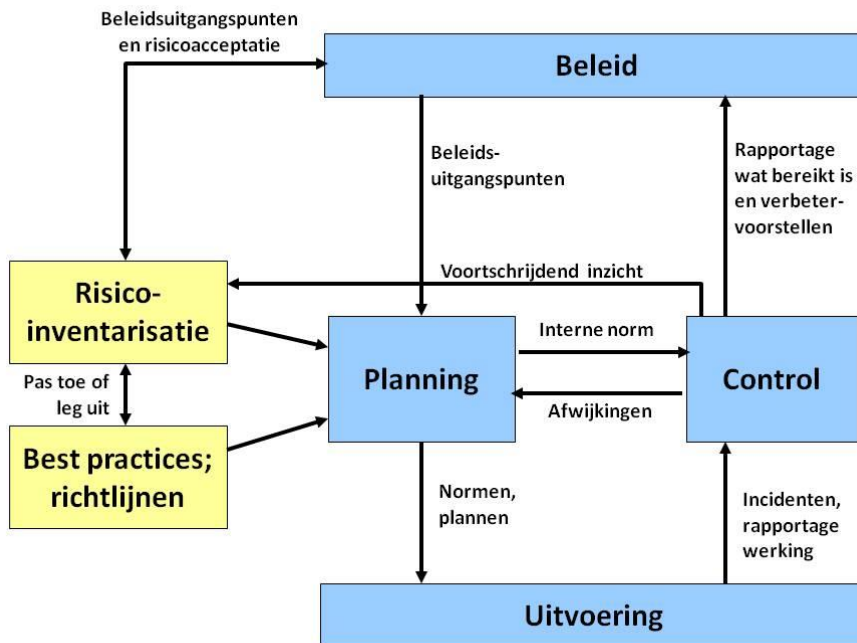 Beleidsuitgangspunten
en risicoacceptatie
Beleid
Beleids-
uitgangspunten
Rapportage
wat bereikt is
en verbeter-
voorstellen
Voortschrijdend inzicht
Risico-
inventarisatie
Interne norm
Planning
Control
Pas toe of
leg uit
Afwijkingen
Best practices;
richtlijnen
Normen,
plannen
Incidenten,
rapportage
werking
Uitvoering